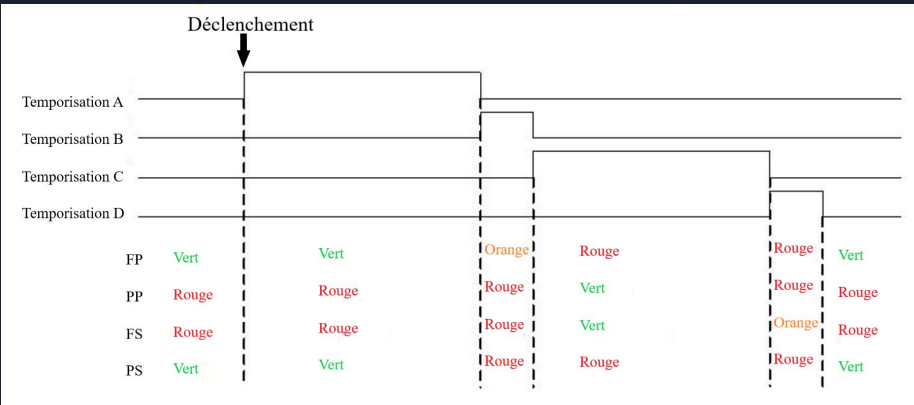 Déclenchement
Temporisation A
Temporisation B
Temporisation C
Temporisation D
FP Vert Vert Orange Rouge Rouge Vert
PP Rouge Rouge Rouge Vert Rouge Rouge
FS Rouge Rouge Rouge Vert Orange Rouge
PS Vert Vert Rouge Rouge Rouge Vert